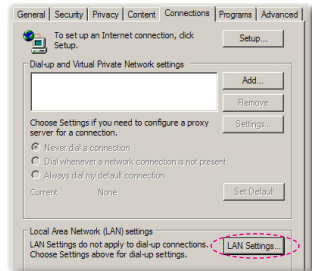 General Security Privacy Content Connections Programs Advanced
To set up an Internet connection, click Setup.
Setup...
Dial-up and Virtual Private Network settings
Add...
Remove
Choose Settings if you need to configure a proxy server for a connection.
Settings...
Never dial a connection
Dial whenever a network connection is not present
Always dial my default connection
Current None
Set Default
Local Area Network (LAN) settings
LAN Settings do not apply to dial-up connections.
Choose Settings above for dial-up settings.
LAN Settings...